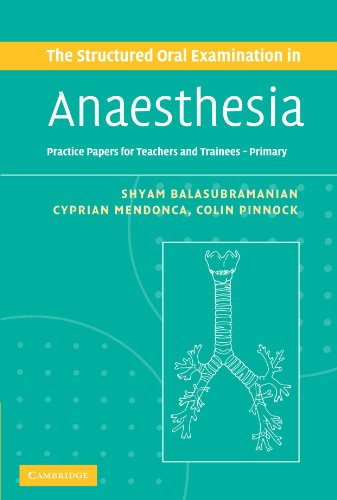 The Structured Oral Examination in
Anaesthesia
Practice Papers for Teachers and Trainees – Primary
SHYAM BALASUBRAMANIAN
CYPRIAN MENDONCA, COLIN PINNOCK
CAMBRIDGE